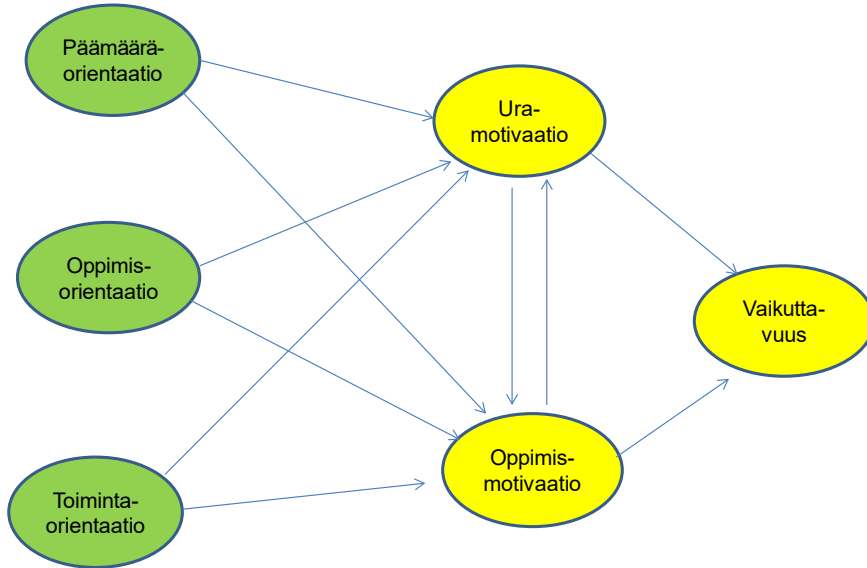 Päämäärä-
orientaatio
Ura-
motivaatio
Oppimis-
orientaatio
Vaikutta-
vuus
Oppimis-
motivaatio
Toiminta-
orientaatio